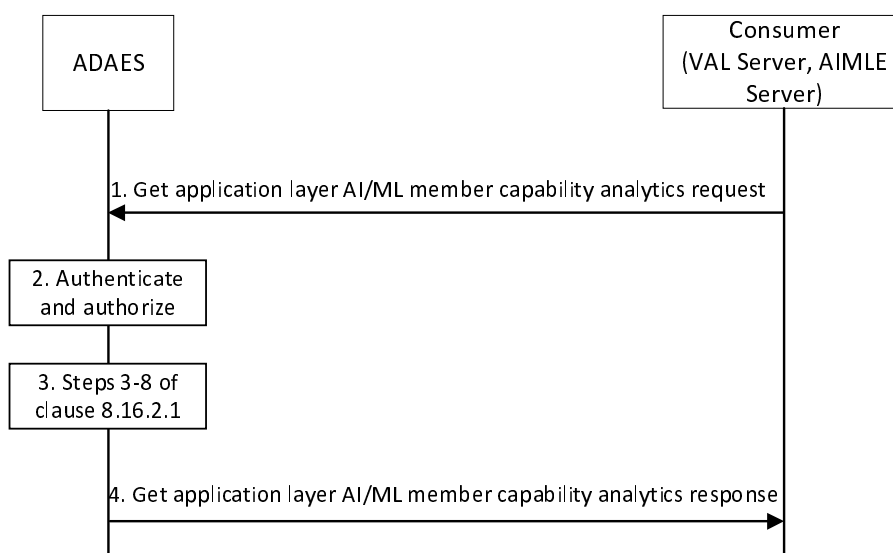 ADAES
Consumer
(VAL Server, AIMLE
Server)
1. Get application layer AI/ML member capability analytics request
2. Authenticate
and authorize
3. Steps 3-8 of
clause 8.16.2.1
4. Get application layer AI/ML member capability analytics response